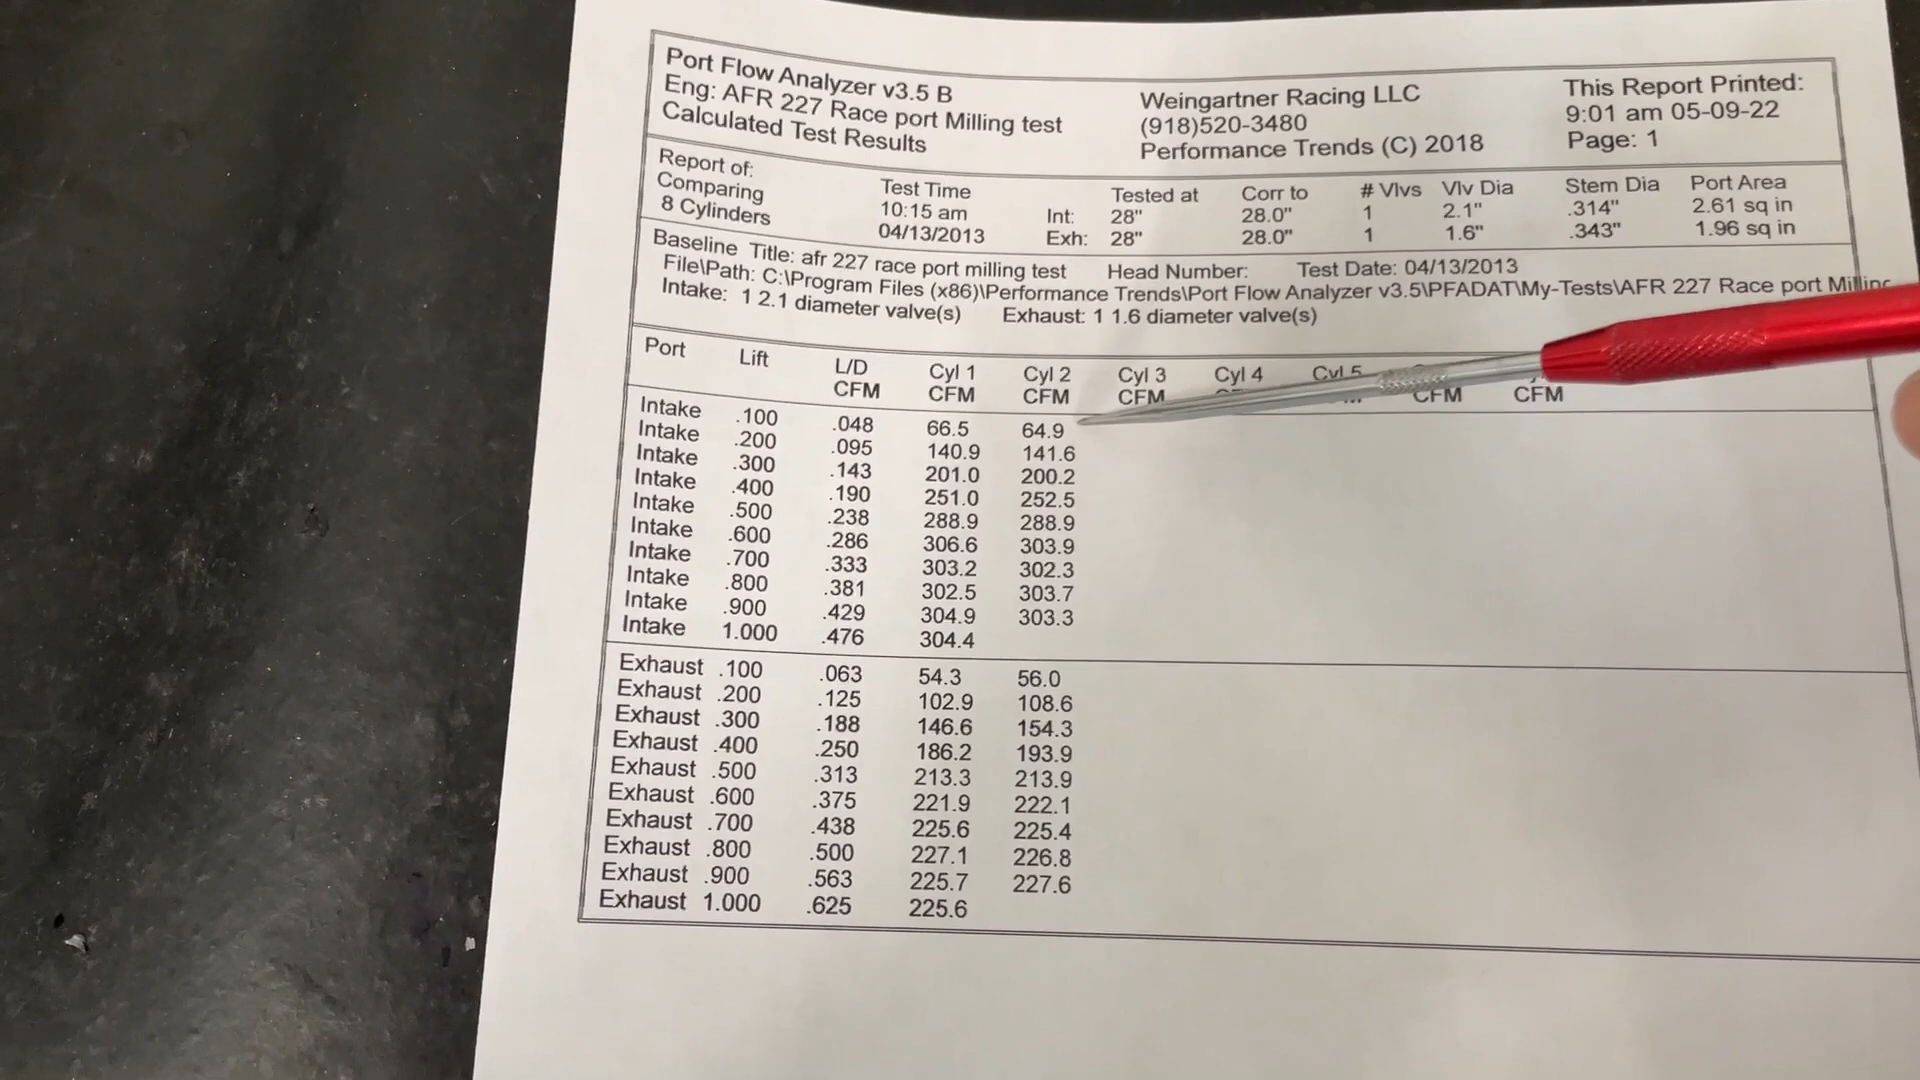 Port Flow Analyzer v3.5 B
Eng: AFR 227 Race port Milling test
Calculated Test Results
Weingartner Racing LLC
(918)520-3480
Performance Trends (C) 2018
This Report Printed:
9:01 am 05-09-22
Page: 1
Report of:
Comparing
8 Cylinders
Test Time
10:15 am
04/13/2013
Tested at Corr to # Vlvs Vlv Dia Stem Dia Port Area
Int: 28" 28.0" 1 2.1" .314" 2.61 sq in
Exh: 28" 28.0" 1 1.6" .343" 1.96 sq in
Baseline Title: afr 227 race port milling test Head Number: Test Date: 04/13/2013
File\Path: C:\Program Files (x86)\Performance Trends\Port Flow Analyzer v3.5\PFADAT\My-Tests\AFR 227 Race port Milling
Intake: 1 2.1 diameter valve(s) Exhaust: 1 1.6 diameter valve(s)
Port Lift L/D Cyl 1 Cyl 2 Cyl 3 Cyl 4 Cyl 5
CFM CFM CFM CFM CFM CFM
Intake .100 .048 66.5 64.9
Intake .200 .095 140.9 141.6
Intake .300 .143 201.0 200.2
Intake .400 .190 251.0 252.5
Intake .500 .238 288.9 288.9
Intake .600 .286 306.6 303.9
Intake .700 .333 303.2 302.3
Intake .800 .381 302.5 303.7
Intake .900 .429 304.9 303.3
Intake 1.000 .476 304.4
Exhaust .100 .063 54.3 56.0
Exhaust .200 .125 102.9 108.6
Exhaust .300 .188 146.6 154.3
Exhaust .400 .250 186.2 193.9
Exhaust .500 .313 213.3 213.9
Exhaust .600 .375 221.9 222.1
Exhaust .700 .438 225.6 225.4
Exhaust .800 .500 227.1 226.8
Exhaust .900 .563 225.7 227.6
Exhaust 1.000 .625 225.6